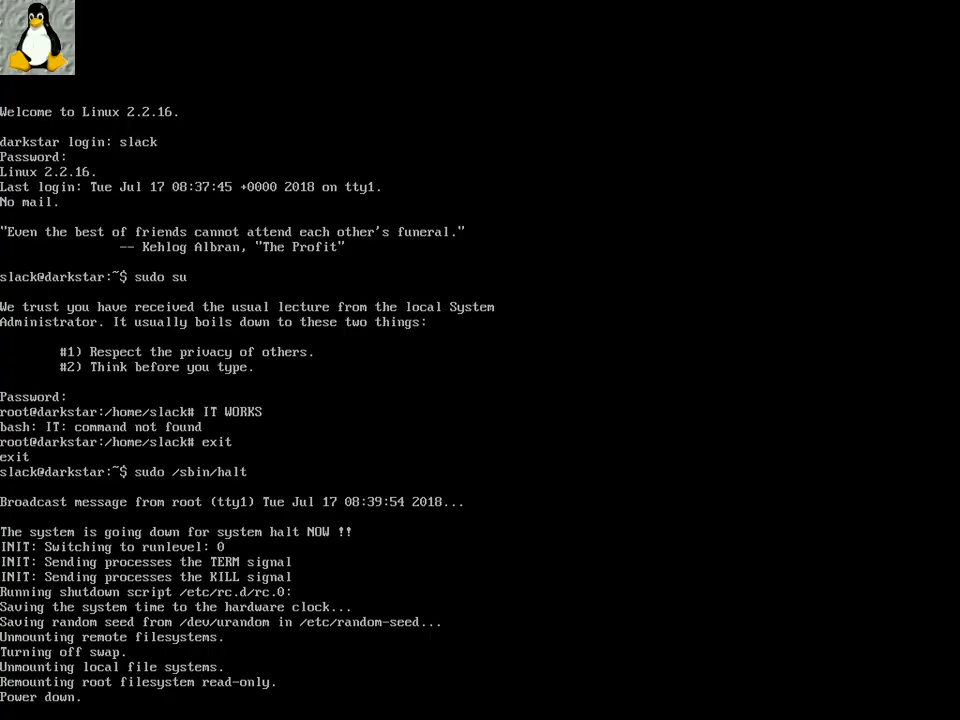 Welcome to Linux 2.2.16.
darkstar login: slack
Password:
Linux 2.2.16.
Last login: Tue Jul 17 08:37:45 +0000 2018 on tty1.
No mail.
"Even the best of friends cannot attend each other's funeral."
-- Kehlog Albran, "The Profit"
slack@darkstar:~$ sudo su
We trust you have received the usual lecture from the local System
Administrator. It usually boils down to these two things:
#1) Respect the privacy of others.
#2) Think before you type.
Password:
root@darkstar:/home/slack# IT WORKS
bash: IT: command not found
root@darkstar:/home/slack# exit
exit
slack@darkstar:~$ sudo /sbin/halt
Broadcast message from root (tty1) Tue Jul 17 08:39:54 2018...
The system is going down for system halt NOW !!
INIT: Switching to runlevel: 0
INIT: Sending processes the TERM signal
INIT: Sending processes the KILL signal
Running shutdown script /etc/rc.d/rc.0:
Saving the system time to the hardware clock...
Saving random seed from /dev/urandom in /etc/random-seed...
Unmounting remote filesystems.
Turning off swap.
Unmounting local file systems.
Remounting root filesystem read-only.
Power down.